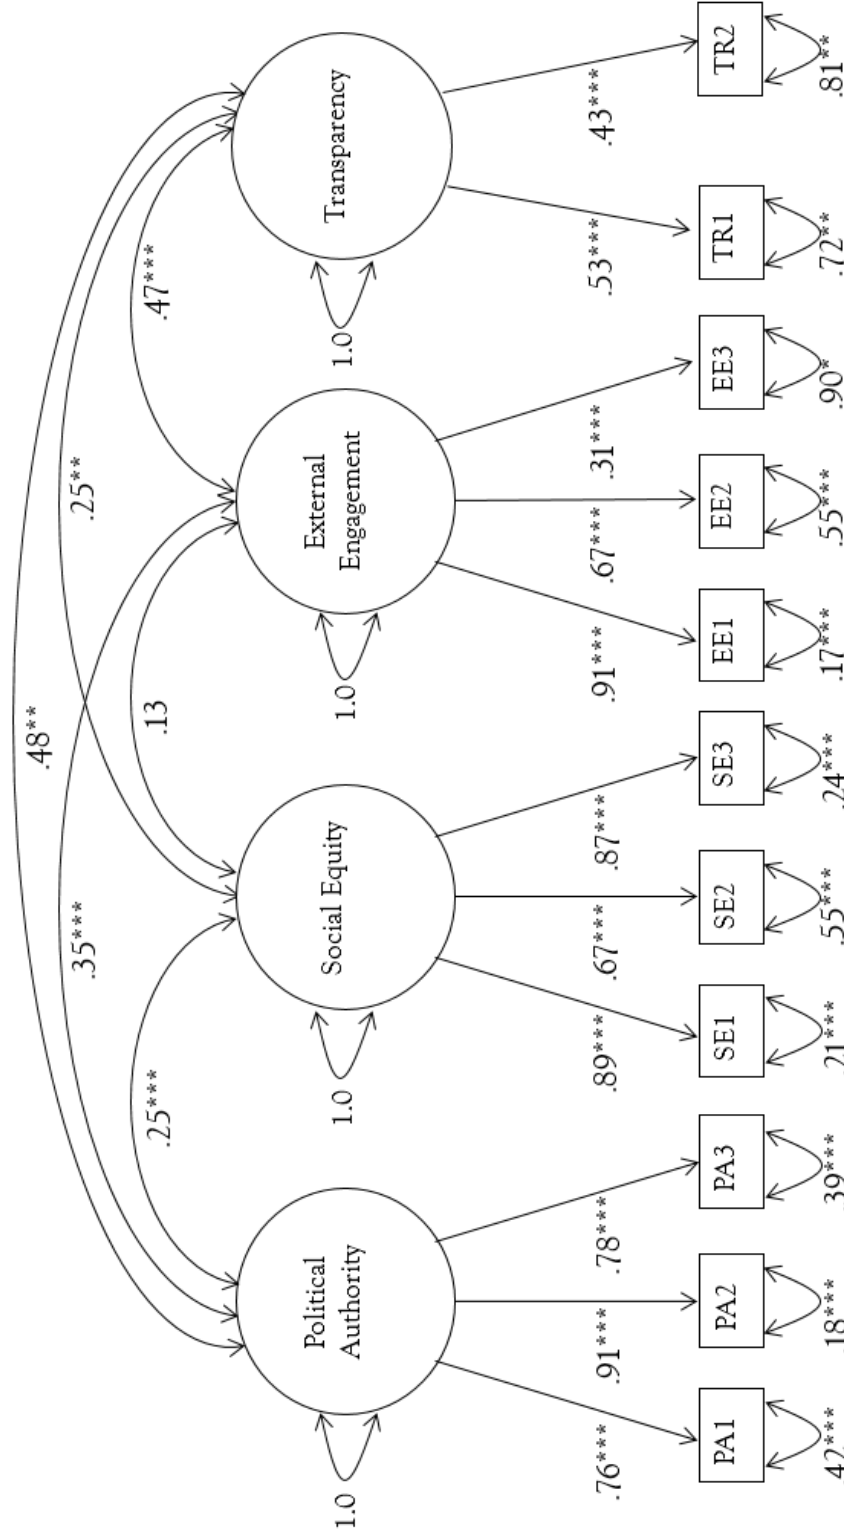 .48**
.35***
.25**
.25***
.13
.47***
1.0
Political
Authority
1.0
Social Equity
1.0
External
Engagement
1.0
Transparency
.76***
.91***
.78***
.89***
.67***
.87***
.91***
.67***
.31***
.53***
.43***
PA1
PA2
PA3
SE1
SE2
SE3
EE1
EE2
EE3
TR1
TR2
.42***
.18***
.39***
.21***
.55***
.24***
.17***
.55***
.90*
.72**
.81**